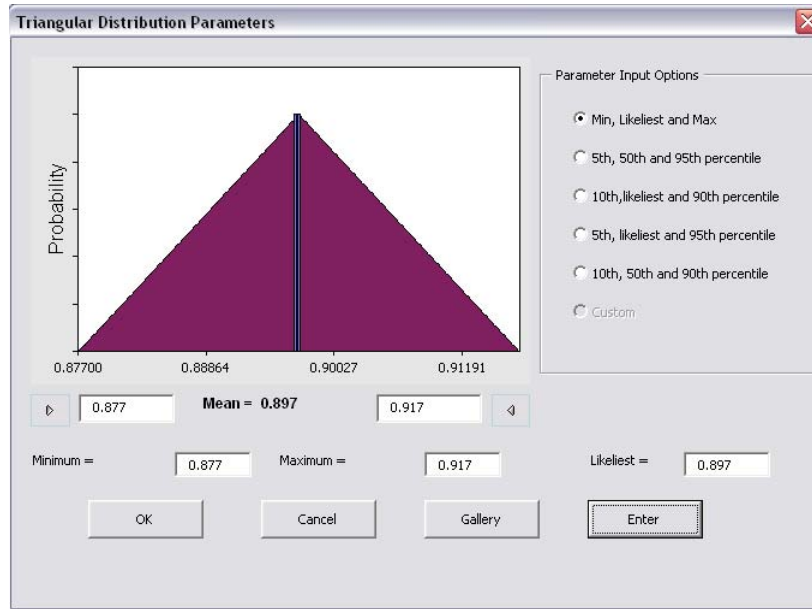 Triangular Distribution Parameters
Probability
0.87700 0.88864 0.90027 0.91191
0.877 Mean = 0.897 0.917
Minimum = 0.877 Maximum = 0.917 Likeliest = 0.897
OK Cancel Gallery Enter
Parameter Input Options
Min, Likeliest and Max
5th, 50th and 95th percentile
10th,likeliest and 90th percentile
5th, likeliest and 95th percentile
10th, 50th and 90th percentile
Custom